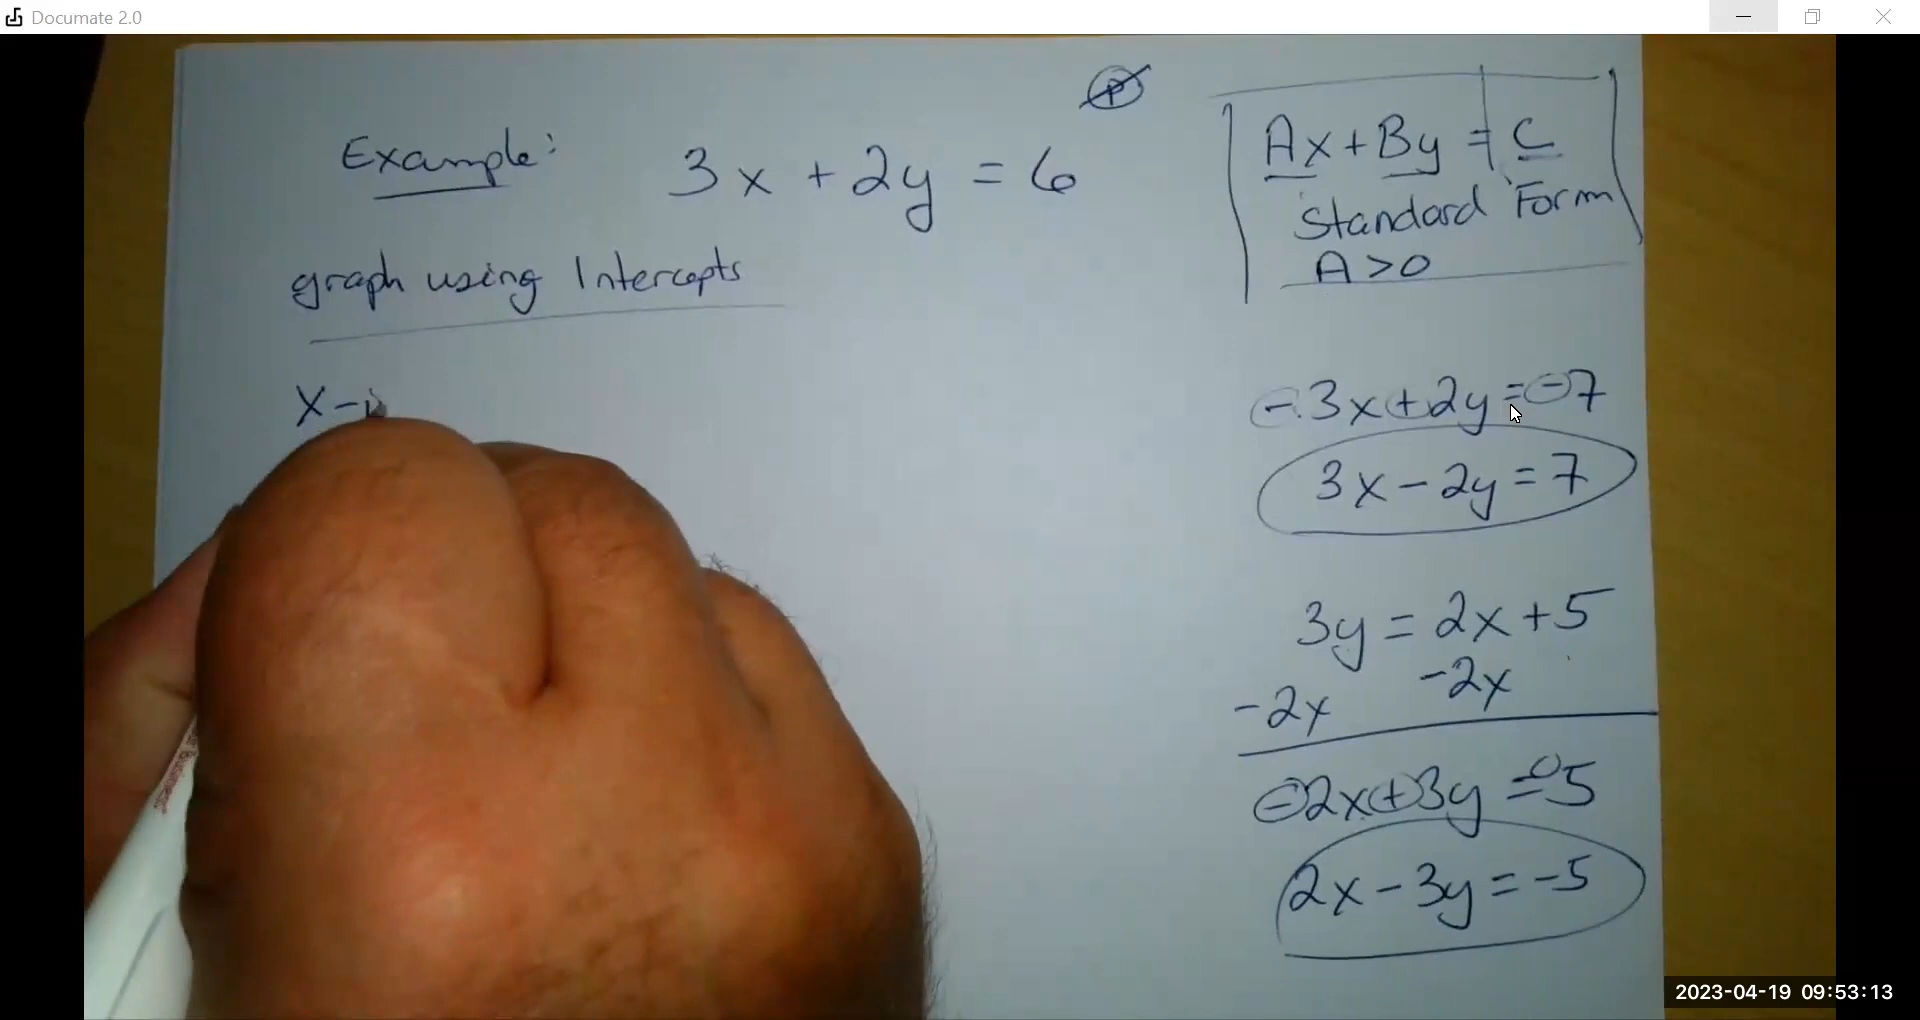 Documate 2.0
P
Example: 3x + 2y = 6
graph using Intercepts
x-i
Ax + By = C
Standard Form
A > 0
-3x + 2y = -7
3x - 2y = 7
3y = 2x + 5
-2x -2x
-2x + 3y = 5
2x - 3y = -5
2023-04-19 09:53:13